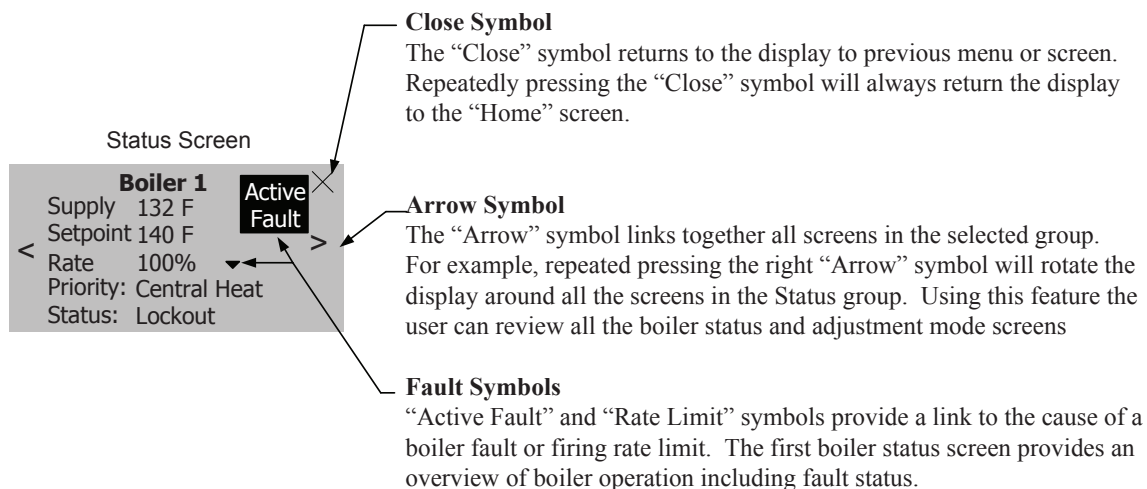 Close Symbol
The “Close” symbol returns to the display to previous menu or screen.
Repeatedly pressing the “Close” symbol will always return the display
to the “Home” screen.
Status Screen
Boiler 1
Active
Fault
×
Supply 132 F
Setpoint 140 F
Rate 100%
Priority: Central Heat
Status: Lockout
<
>
Arrow Symbol
The “Arrow” symbol links together all screens in the selected group.
For example, repeated pressing the right “Arrow” symbol will rotate the
display around all the screens in the Status group. Using this feature the
user can review all the boiler status and adjustment mode screens
Fault Symbols
“Active Fault” and “Rate Limit” symbols provide a link to the cause of a
boiler fault or firing rate limit. The first boiler status screen provides an
overview of boiler operation including fault status.